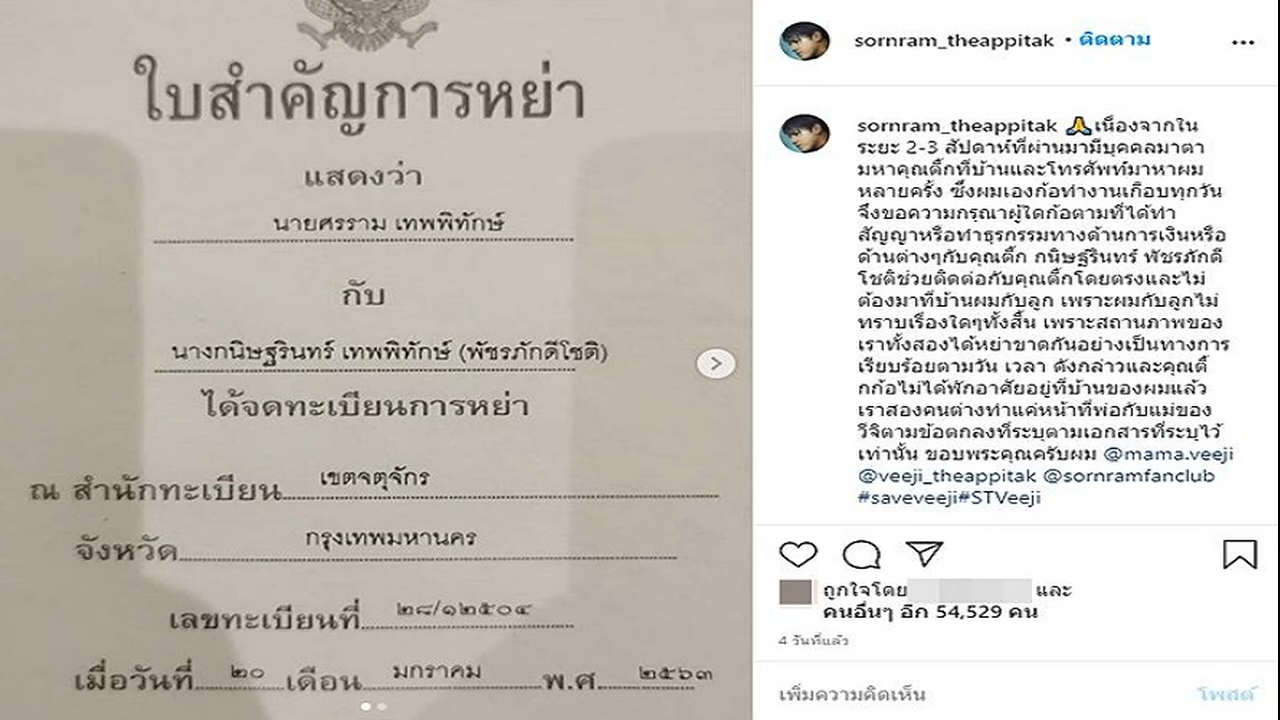 ใบสำคัญการหย่า
แสดงว่า
นายศรราม เทพพิทักษ์
กับ
นางกนิษฐรินทร์ เทพพิทักษ์ (พัชรภักดีโชติ)
ได้จดทะเบียนการหย่า
ณ สำนักทะเบียน เขตจตุจักร
จังหวัด กรุงเทพมหานคร
เลขทะเบียนที่ ๒๘/๑๒๕๐๔
เมื่อวันที่ ๒๐ เดือน มกราคม พ.ศ. ๒๕๖๓
sornram_theappitak • ติดตาม
sornram_theappitak 🙏เนื่องจากใน
ระยะ 2-3 สัปดาห์ที่ผ่านมามีบุคคลมาตา
มหาคุณติ๊กที่บ้านและโทรศัพท์มาหาผม
หลายครั้ง ซึ่งผมเองก้อทำงานเกือบทุกวัน
จึงขอความกรุณาผู้ใดก้อตามที่ได้ทำ
สัญญาหรือทำธุรกรรมทางด้านการเงินหรือ
ด้านต่างๆกับคุณติ๊ก กนิษฐรินทร์ พัชรภักดี
โชติช่วยติดต่อกับคุณติ๊กโดยตรงและไม่
ต้องมาที่บ้านผมกับลูก เพราะผมกับลูกไม่
ทราบเรื่องใดๆทั้งสิ้น เพราะสถานภาพของ
เราทั้งสองได้หย่าขาดกันอย่างเป็นทางการ
เรียบร้อยตามวัน เวลา ดังกล่าวและคุณติ๊
กก้อไม่ได้พักอาศัยอยู่ที่บ้านของผมแล้ว
เราสองคนต่างทำแค่หน้าที่พ่อกับแม่ของ
วีจิตามข้อตกลงที่ระบุตามเอกสารที่ระบุไว้
เท่านั้น ขอบพระคุณครับผม @mama.veeji
@veeji_theappitak @sornramfanclub
#saveveeji#STVeeji
ถูกใจโดย และ
คนอื่นๆ อีก 54,529 คน
4 วันที่แล้ว
เพิ่มความคิดเห็น โพสต์